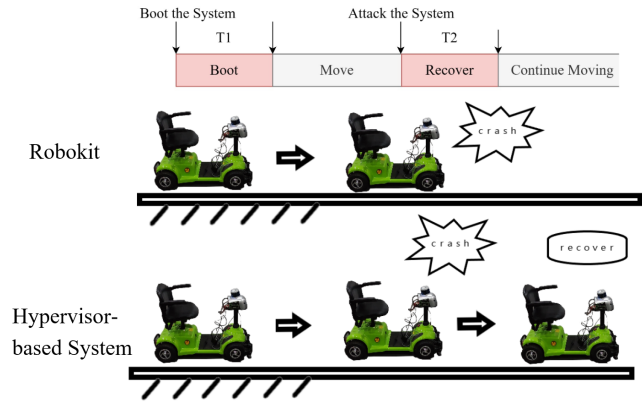 Boot the System
Attack the System
T1
T2
Boot
Move
Recover
Continue Moving
crash
Robokit
crash
recover
Hypervisor-
based System